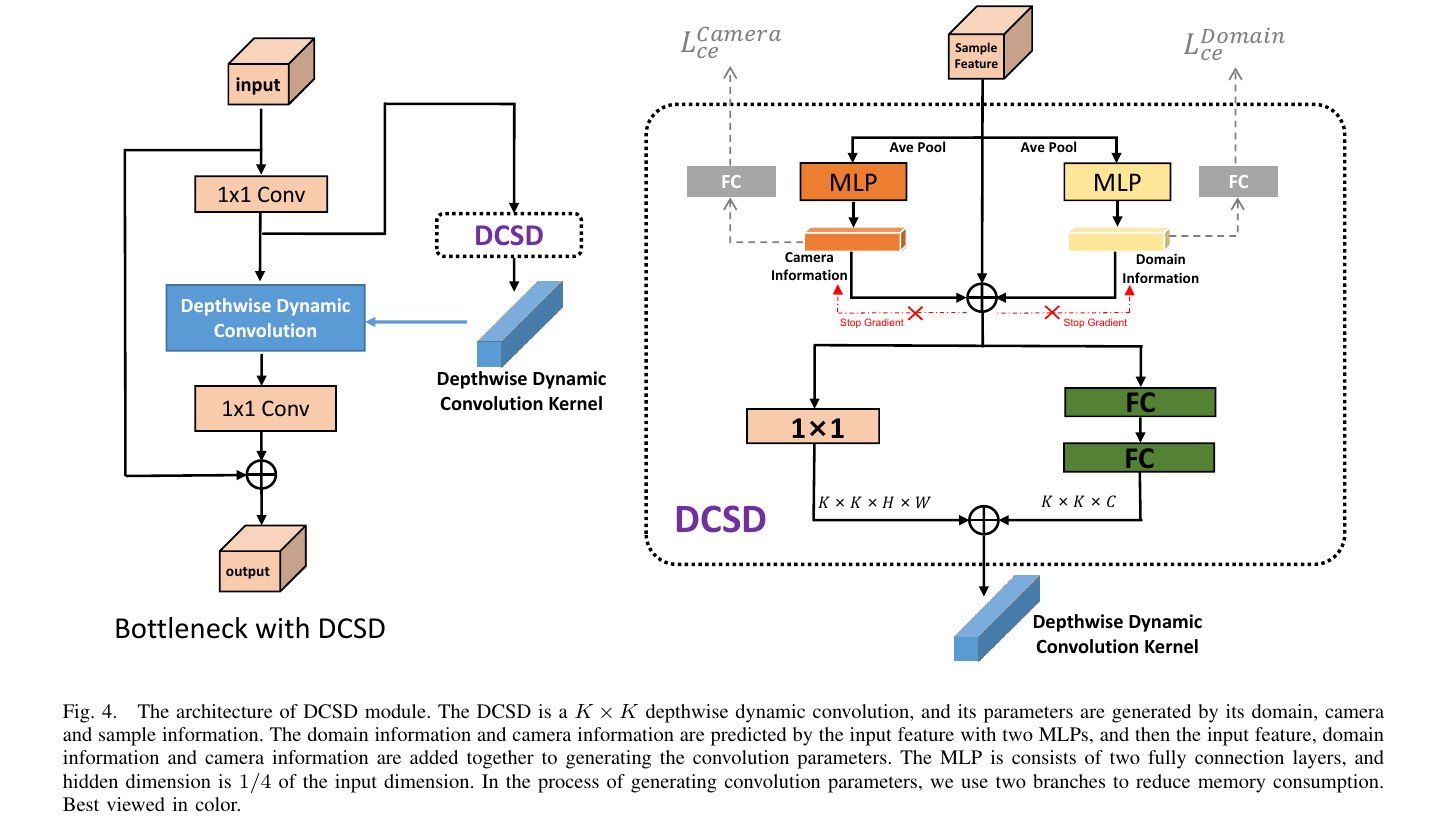 input
1x1 Conv
DCSD
Depthwise Dynamic
Convolution
Depthwise Dynamic
Convolution Kernel
1x1 Conv
output
Bottleneck with DCSD
L_{ce}^{Camera}
Sample
Feature
L_{ce}^{Domain}
Ave Pool
Ave Pool
FC
MLP
MLP
FC
Camera
Information
Domain
Information
Stop Gradient
Stop Gradient
1×1
FC
FC
K × K × H × W
K × K × C
DCSD
Depthwise Dynamic
Convolution Kernel
Fig. 4. The architecture of DCSD module. The DCSD is a K × K depthwise dynamic convolution, and its parameters are generated by its domain, camera
and sample information. The domain information and camera information are predicted by the input feature with two MLPs, and then the input feature, domain
information and camera information are added together to generating the convolution parameters. The MLP is consists of two fully connection layers, and
hidden dimension is 1/4 of the input dimension. In the process of generating convolution parameters, we use two branches to reduce memory consumption.
Best viewed in color.